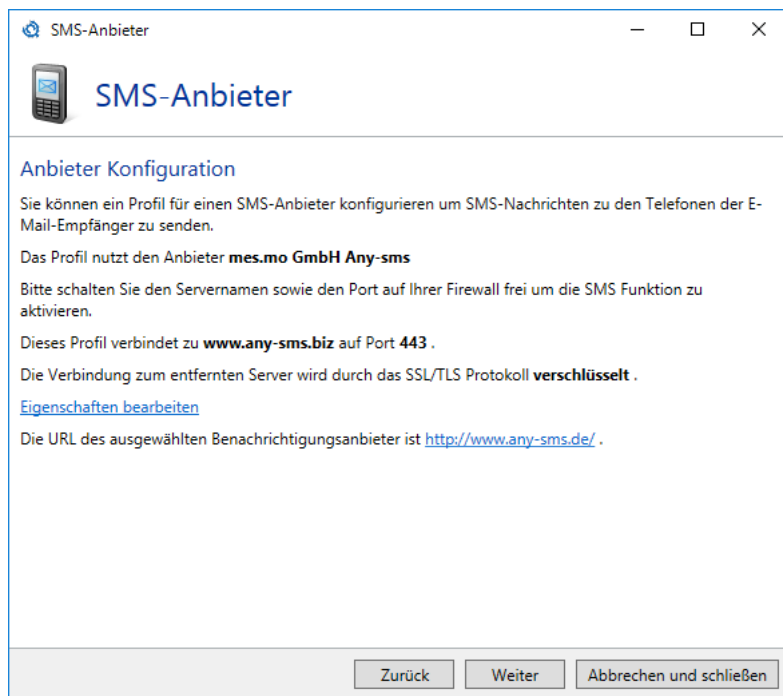 SMS-Anbieter
SMS-Anbieter
Anbieter Konfiguration
Sie können ein Profil für einen SMS-Anbieter konfigurieren um SMS-Nachrichten zu den Telefonen der E-
Mail-Empfänger zu senden.
Das Profil nutzt den Anbieter mes.mo GmbH Any-sms
Bitte schalten Sie den Servernamen sowie den Port auf Ihrer Firewall frei um die SMS Funktion zu
aktivieren.
Dieses Profil verbindet zu www.any-sms.biz auf Port 443 .
Die Verbindung zum entfernten Server wird durch das SSL/TLS Protokoll verschlüsselt .
Eigenschaften bearbeiten
Die URL des ausgewählten Benachrichtigungsanbieter ist http://www.any-sms.de/ .
Zurück Weiter Abbrechen und schließen